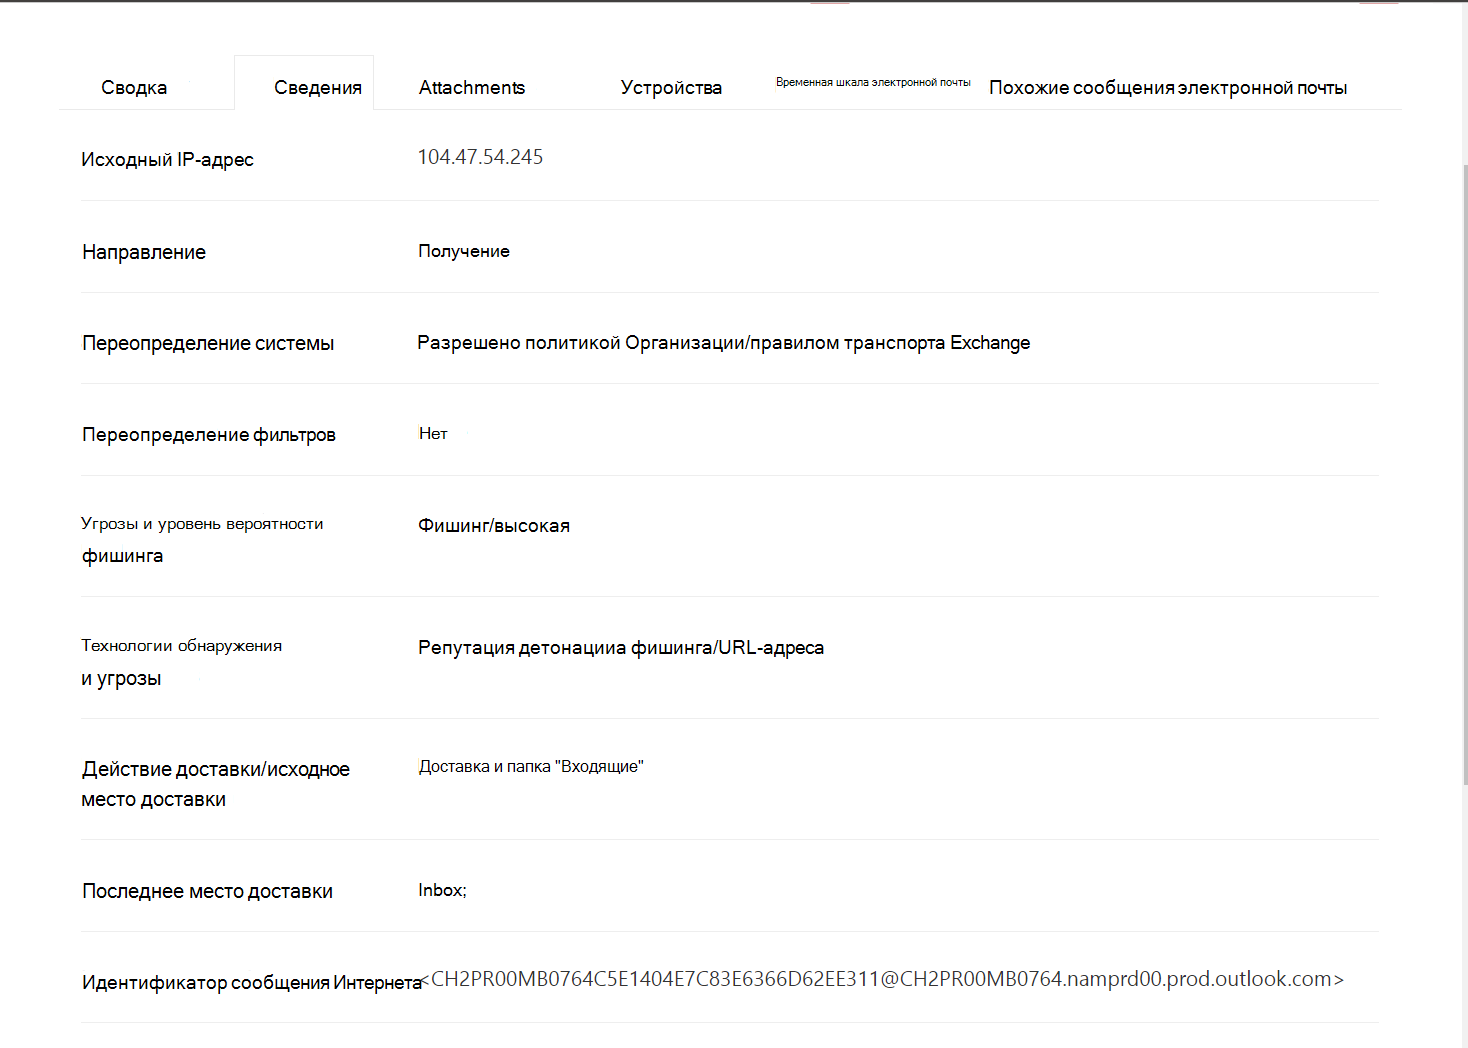 Сводка Сведения Attachments Устройства Временная шкала электронной почты Похожие сообщения электронной почты
Исходный IP-адрес 104.47.54.245
Направление Получение
Переопределение системы Разрешено политикой Организации/правилом транспорта Exchange
Переопределение фильтров Нет
Угрозы и уровень вероятности
фишинга
Фишинг/высокая
Технологии обнаружения
и угрозы
Репутация детонациија фишинга/URL-адреса
Действие доставки/исходное
место доставки
Доставка и папка "Входящие"
Последнее место доставки Inbox;
Идентификатор сообщения Интернета <CH2PR00MB0764C5E1404E7C83E6366D62EE311@CH2PR00MB0764.namprd00.prod.outlook.com>